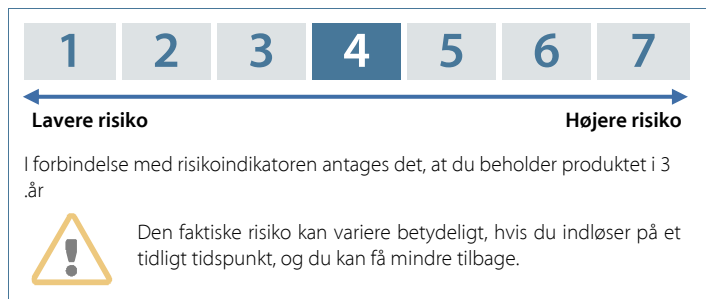 1 2 3 4 5 6 7
Lavere risiko Højere risiko
I forbindelse med risikoindikatoren antages det, at du beholder produktet i 3
.år
Den faktiske risiko kan variere betydeligt, hvis du indløser på et
tidligt tidspunkt, og du kan få mindre tilbage.